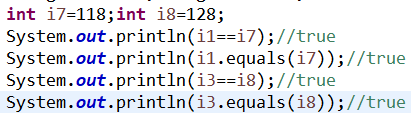 int i7=118;int i8=128;
System.out.println(i1==i7);//true
System.out.println(i1.equals(i7));//true
System.out.println(i3==i8);//true
System.out.println(i3.equals(i8));//true